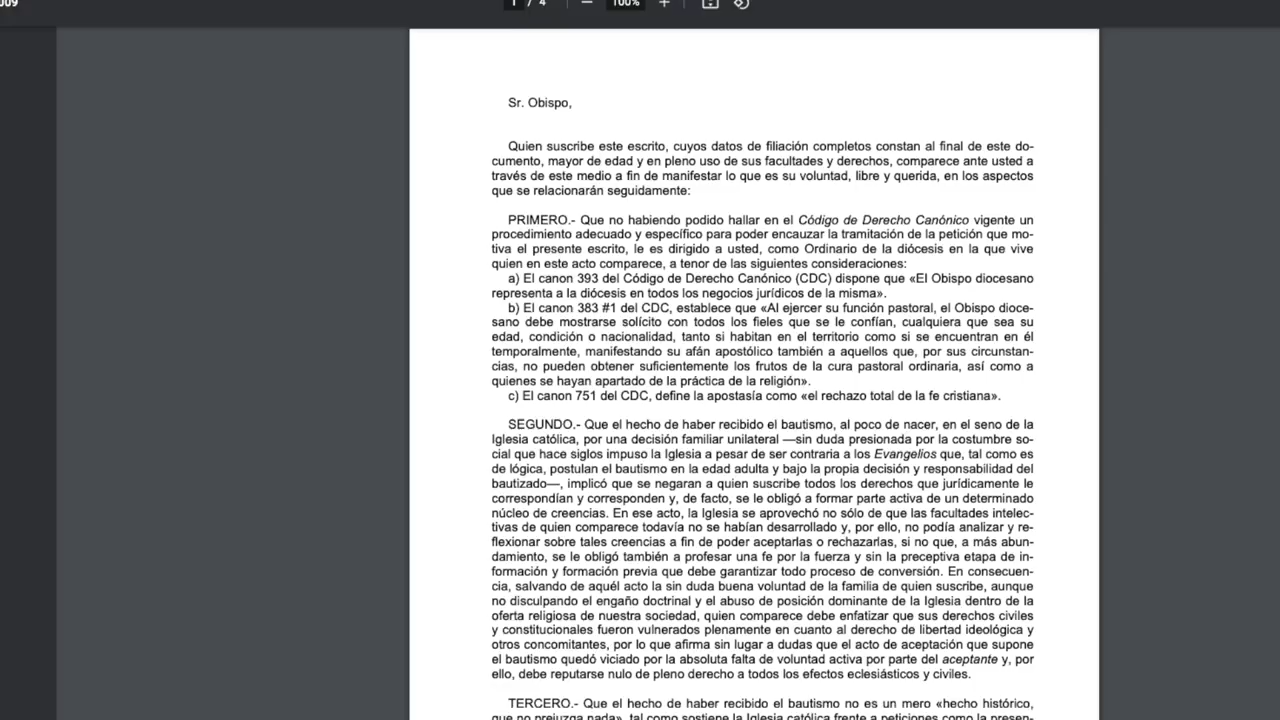 009
1 / 4
100%
Sr. Obispo,
Quien suscribe este escrito, cuyos datos de filiación completos constan al final de este do-
cumento, mayor de edad y en pleno uso de sus facultades y derechos, comparece ante usted a
través de este medio a fin de manifestar lo que es su voluntad, libre y querida, en los aspectos
que se relacionarán seguidamente:
PRIMERO.- Que no habiendo podido hallar en el Código de Derecho Canónico vigente un
procedimiento adecuado y específico para poder encauzar la tramitación de la petición que mo-
tiva el presente escrito, le es dirigido a usted, como Ordinario de la diócesis en la que vive
quien en este acto comparece, a tenor de las siguientes consideraciones:
a) El canon 393 del Código de Derecho Canónico (CDC) dispone que «El Obispo diocesano
representa a la diócesis en todos los negocios jurídicos de la misma».
b) El canon 383 #1 del CDC, establece que «Al ejercer su función pastoral, el Obispo dioce-
sano debe mostrarse solícito con todos los fieles que se le confían, cualquiera que sea su
edad, condición o nacionalidad, tanto si habitan en el territorio como si se encuentran en él
temporalmente, manifestando su afán apostólico también a aquellos que, por sus circunstan-
cias, no pueden obtener suficientemente los frutos de la cura pastoral ordinaria, así como a
quienes se hayan apartado de la práctica de la religión».
c) El canon 751 del CDC, define la apostasía como «el rechazo total de la fe cristiana».
SEGUNDO.- Que el hecho de haber recibido el bautismo, al poco de nacer, en el seno de la
Iglesia católica, por una decisión familiar unilateral —sin duda presionada por la costumbre so-
cial que hace siglos impuso la Iglesia a pesar de ser contraria a los Evangelios que, tal como es
de lógica, postulan el bautismo en la edad adulta y bajo la propia decisión y responsabilidad del
bautizado—, implicó que se negaran a quien suscribe todos los derechos que jurídicamente le
correspondían y corresponden y, de facto, se le obligó a formar parte activa de un determinado
núcleo de creencias. En ese acto, la Iglesia se aprovechó no sólo de que las facultades intelec-
tivas de quien comparece todavía no se habían desarrollado y, por ello, no podía analizar y re-
flexionar sobre tales creencias a fin de poder aceptarlas o rechazarlas, si no que, a más abun-
damiento, se le obligó también a profesar una fe por la fuerza y sin la preceptiva etapa de in-
formación y formación previa que debe garantizar todo proceso de conversión. En consecuen-
cia, salvando de aquél acto la sin duda buena voluntad de la familia de quien suscribe, aunque
no disculpando el engaño doctrinal y el abuso de posición dominante de la Iglesia dentro de la
oferta religiosa de nuestra sociedad, quien comparece debe enfatizar que sus derechos civiles
y constitucionales fueron vulnerados plenamente en cuanto al derecho de libertad ideológica y
otros concomitantes, por lo que afirma sin lugar a dudas que el acto de aceptación que supone
el bautismo quedó viciado por la absoluta falta de voluntad activa por parte del aceptante y, por
ello, debe reputarse nulo de pleno derecho a todos los efectos eclesiásticos y civiles.
TERCERO.- Que el hecho de haber recibido el bautismo no es un mero «hecho histórico,
que no prejuzga nada», tal como sostiene la Iglesia católica frente a peticiones como la presen-